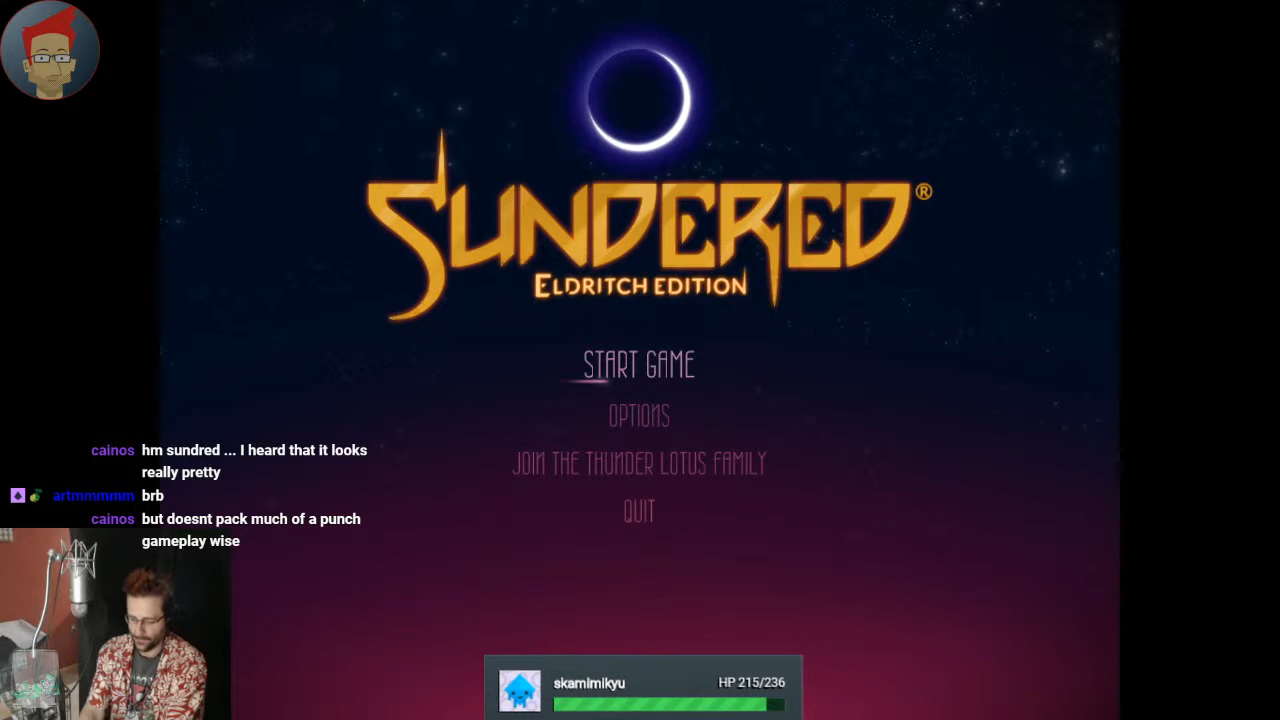 SUNDERED®
ELDRITCH EDITION
START GAME
OPTIONS
JOIN THE THUNDER LOTUS FAMILY
QUIT
cainos hm sundred ... I heard that it looks
really pretty
artmmmmm brb
cainos but doesnt pack much of a punch
gameplay wise
skamimikyu HP 215/236